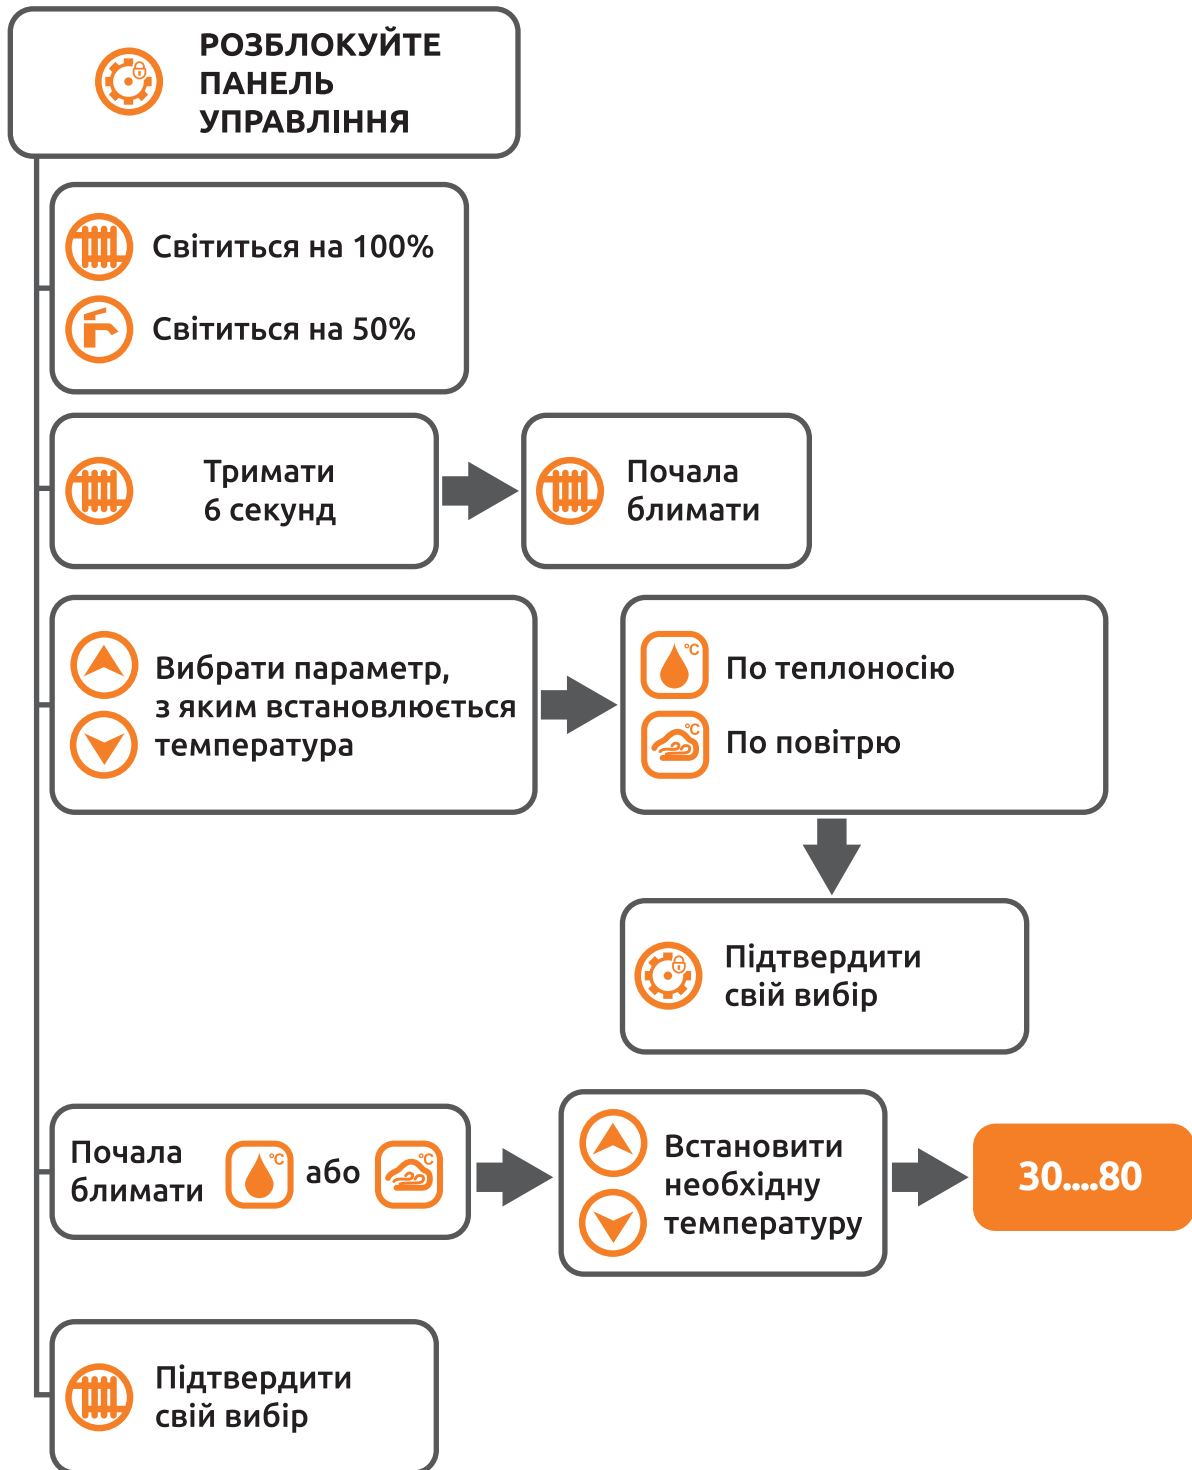 РОЗБЛОКУЙТЕ
ПАНЕЛЬ
УПРАВЛІННЯ
Світиться на 100%
Світиться на 50%
Тримати
6 секунд
Почала
блимати
Вибрати параметр,
з яким встановлюється
температура
°C
По теплоносію
°C
По повітрю
Підтвердити
свій вибір
Почала
блимати
°C
або
°C
Встановити
необхідну
температуру
30....80
Підтвердити
свій вибір